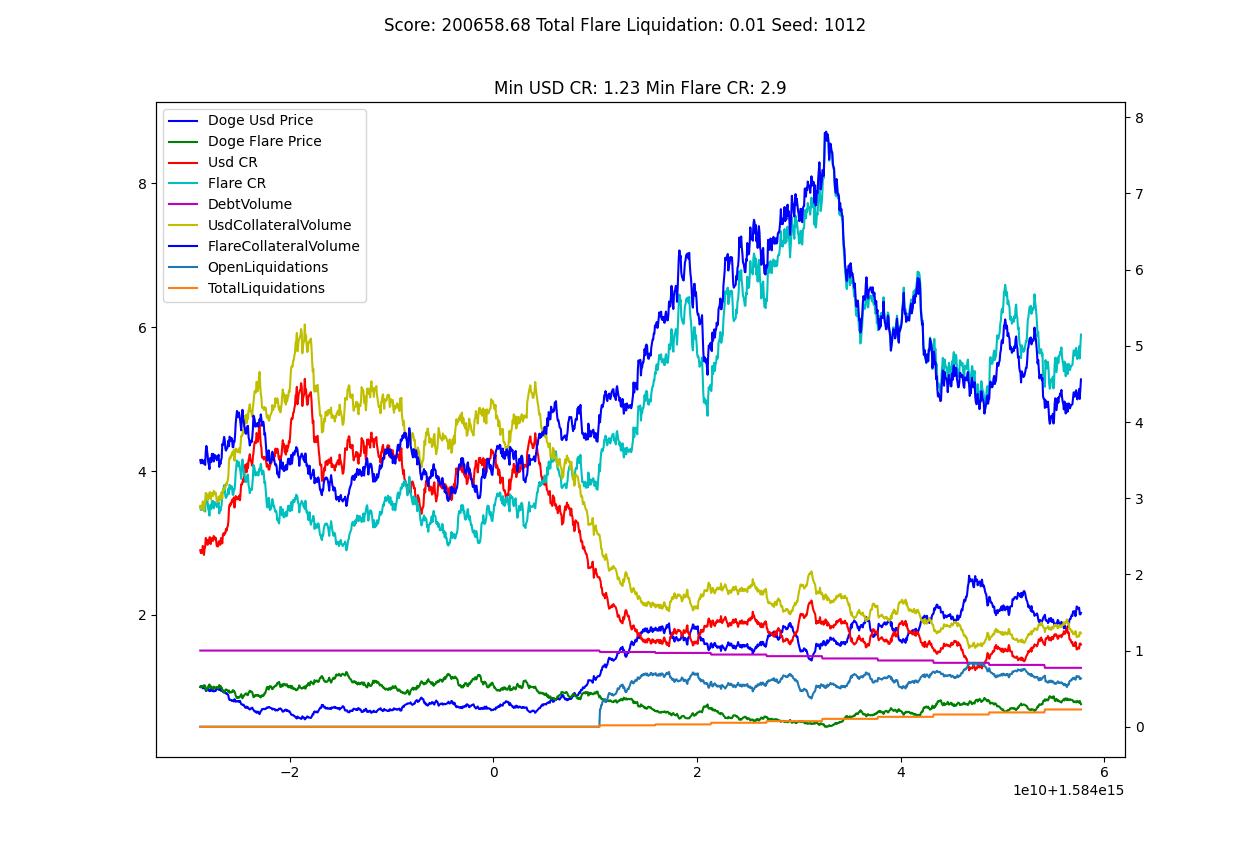 Score: 200658.68 Total Flare Liquidation: 0.01 Seed: 1012
Min USD CR: 1.23 Min Flare CR: 2.9
Doge Usd Price
Doge Flare Price
Usd CR
Flare CR
DebtVolume
UsdCollateralVolume
FlareCollateralVolume
OpenLiquidations
TotalLiquidations
8
6
4
2
8
7
6
5
4
3
2
1
0
−2 0 2 4 6
1e10+1.584e15